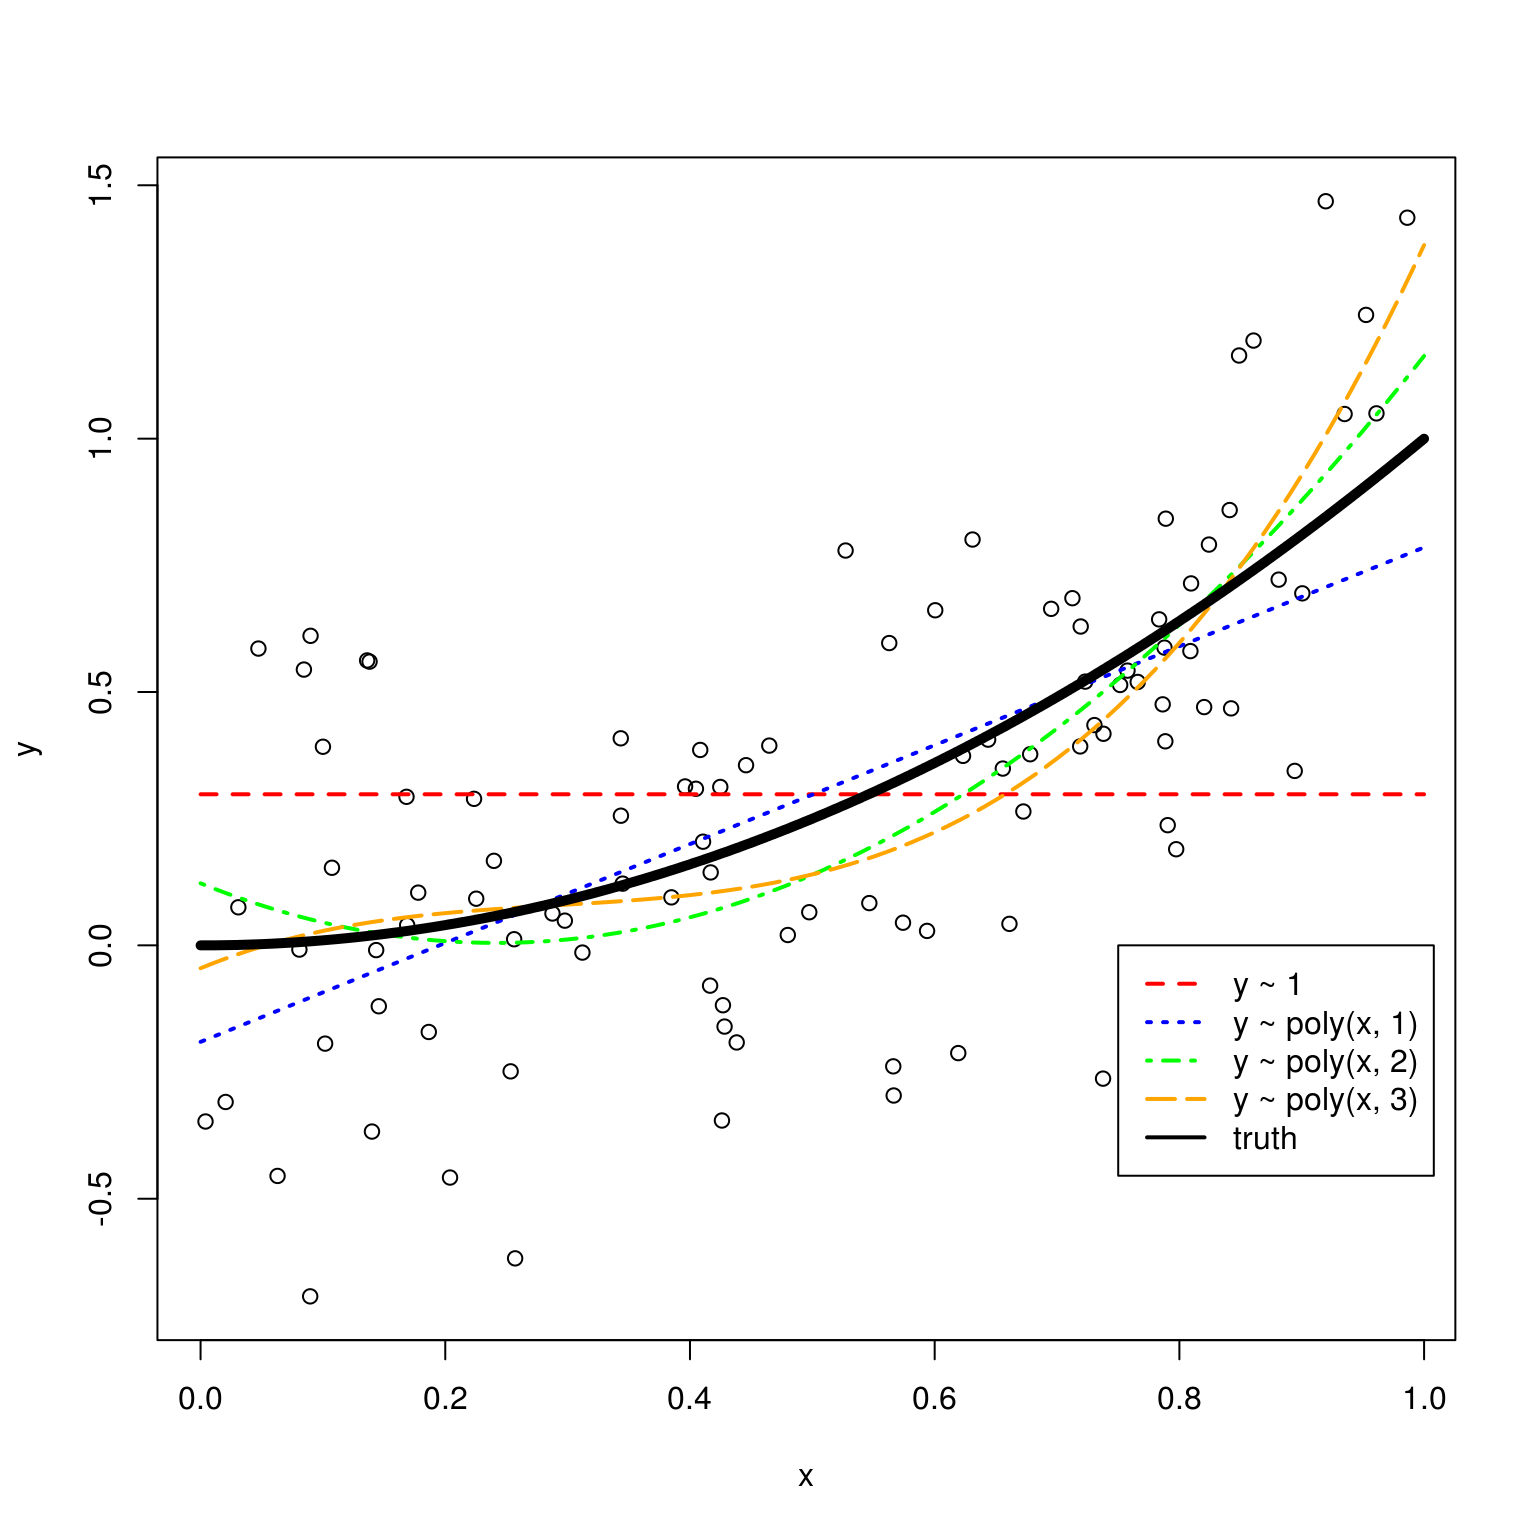 1.5
1.0
0.5
0.0
-0.5
y
y ~ 1
y ~ poly(x, 1)
y ~ poly(x, 2)
y ~ poly(x, 3)
truth
0.0 0.2 0.4 0.6 0.8 1.0
x